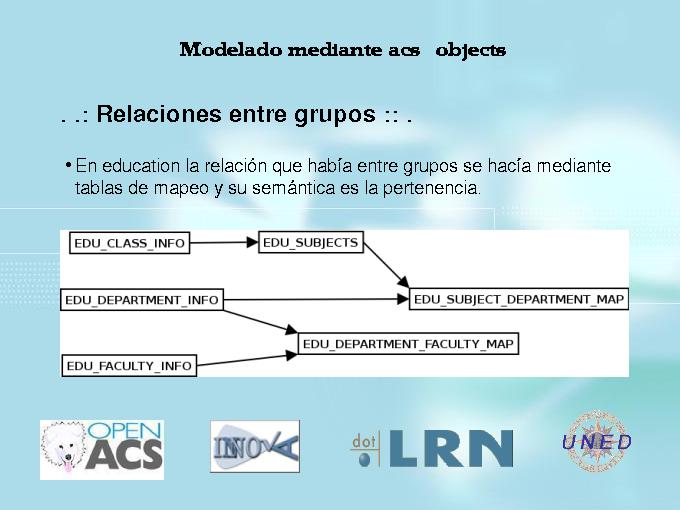 Modelado mediante acs objects
. .: Relaciones entre grupos :: .
•En education la relación que había entre grupos se hacía mediante
tablas de mapeo y su semántica es la pertenencia.
EDU_CLASS_INFO
EDU_SUBJECTS
EDU_DEPARTMENT_INFO
EDU_SUBJECT_DEPARTMENT_MAP
EDU_DEPARTMENT_FACULTY_MAP
EDU_FACULTY_INFO
OPEN
ACS
INNOVA
dot LRN
UNED